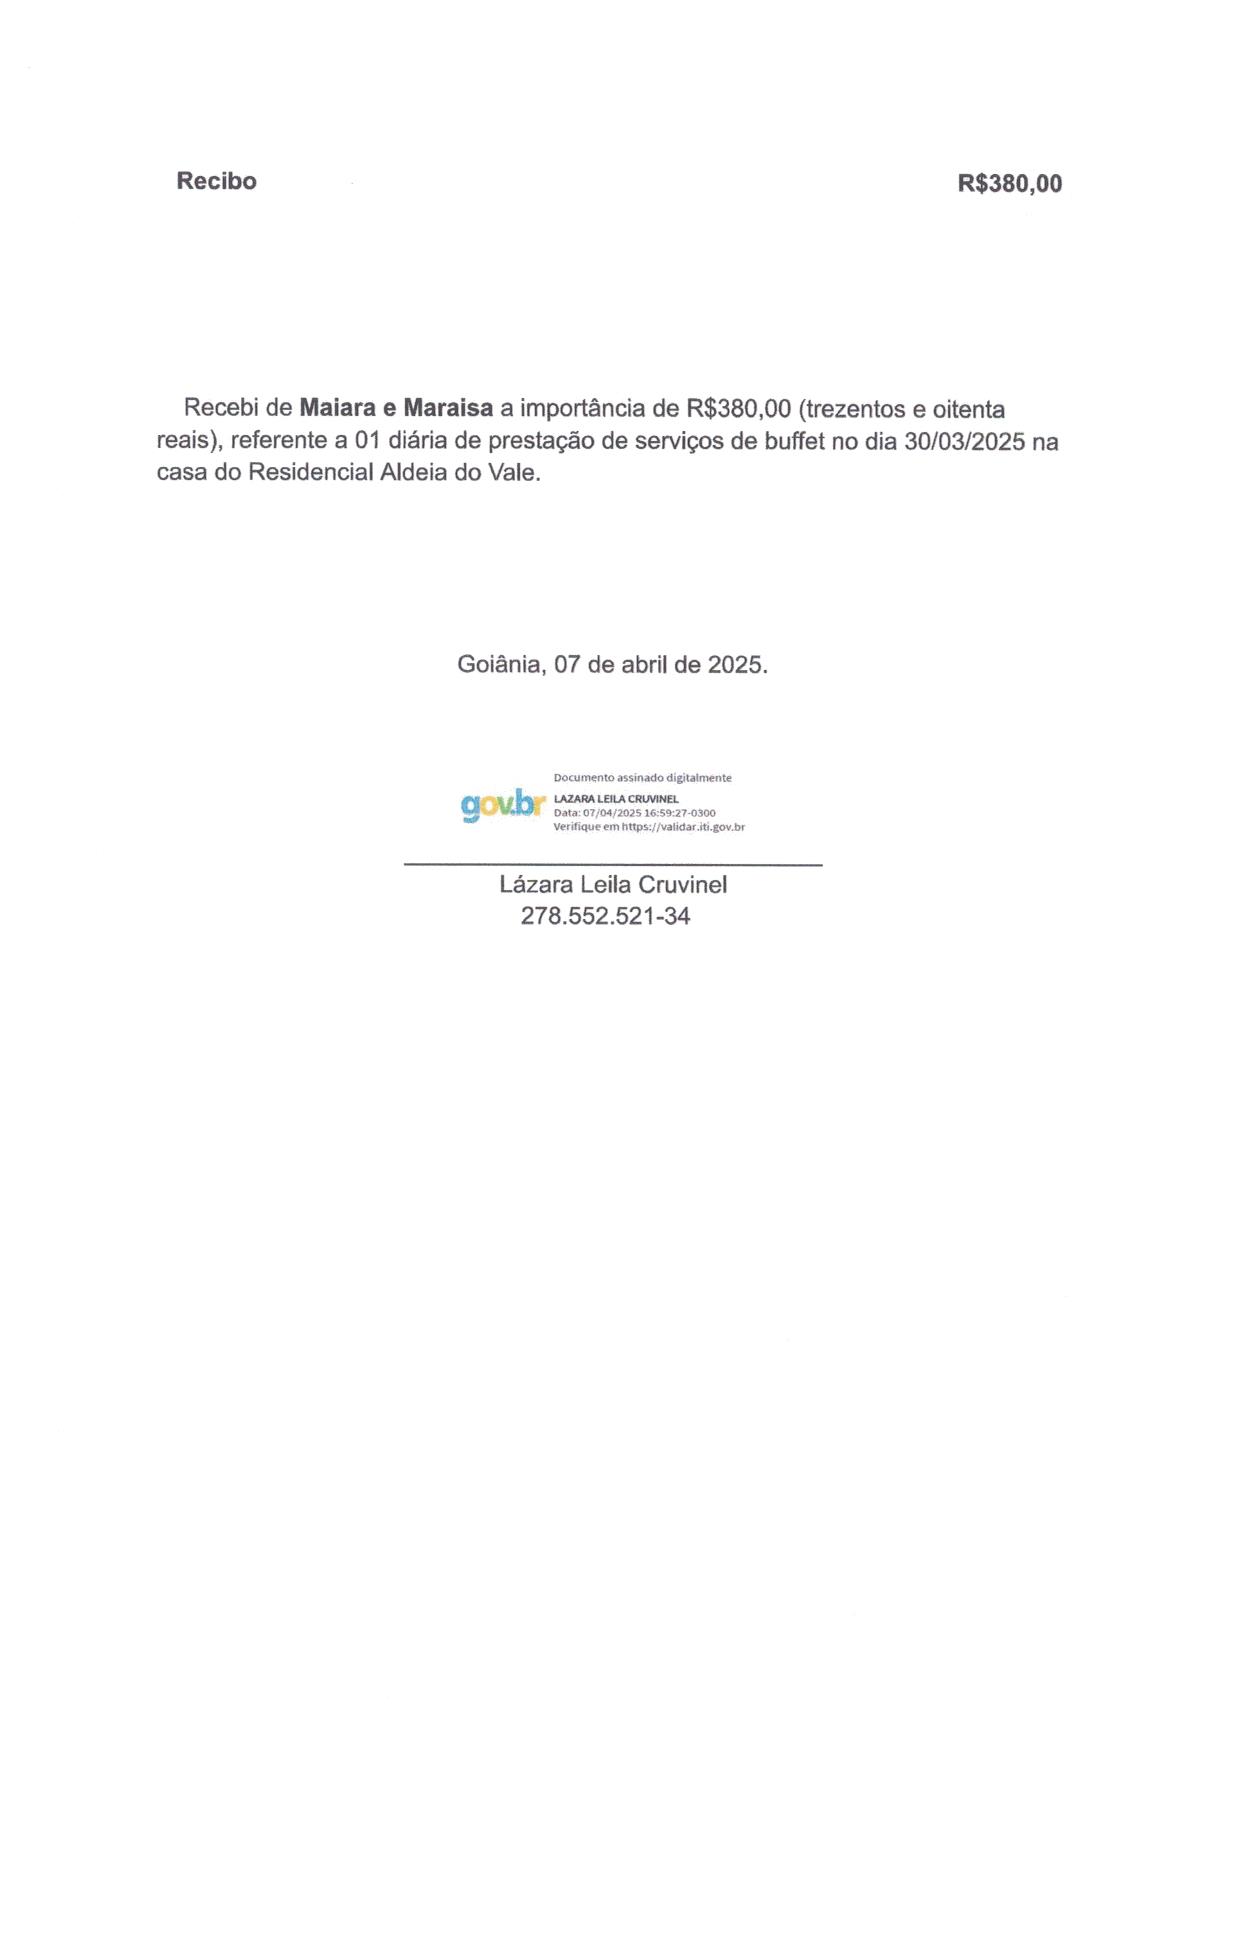 Recibo R$380,00
Recebi de Maiara e Maraisa a importância de R$380,00 (trezentos e oitenta
reais), referente a 01 diária de prestação de serviços de buffet no dia 30/03/2025 na
casa do Residencial Aldeia do Vale.
Goiânia, 07 de abril de 2025.
gov.br
Documento assinado digitalmente
LAZARA LEILA CRUVINEL
Data: 07/04/2025 16:59:27-0300
Verifique em https://validar.iti.gov.br
Lázara Leila Cruvinel
278.552.521-34